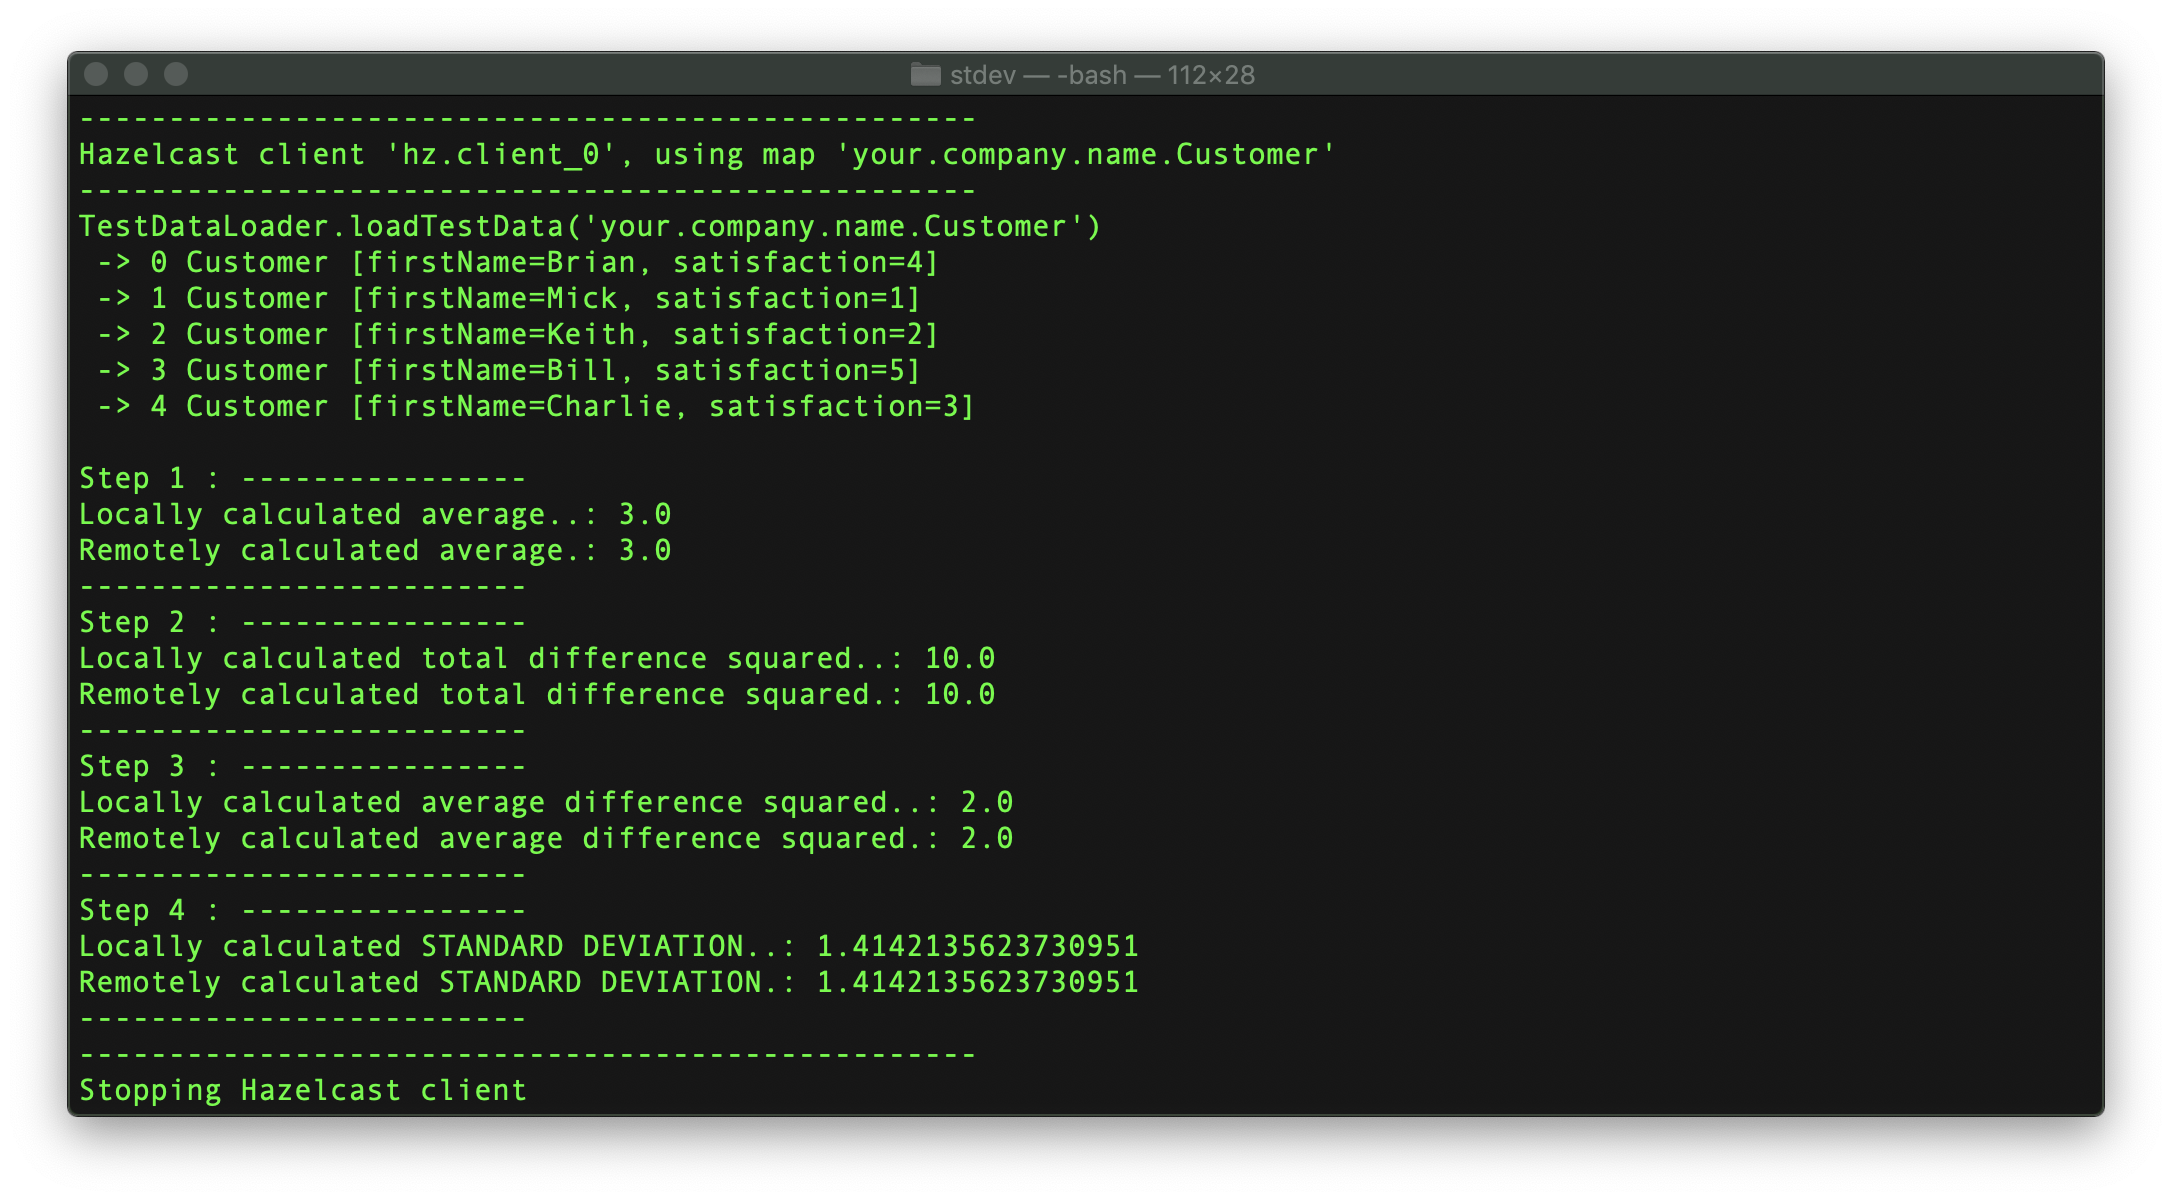 stdev — -bash — 112×28
--------------------------------------------------
Hazelcast client 'hz.client_0', using map 'your.company.name.Customer'
--------------------------------------------------
TestDataLoader.loadTestData('your.company.name.Customer')
 -> 0 Customer [firstName=Brian, satisfaction=4]
 -> 1 Customer [firstName=Mick, satisfaction=1]
 -> 2 Customer [firstName=Keith, satisfaction=2]
 -> 3 Customer [firstName=Bill, satisfaction=5]
 -> 4 Customer [firstName=Charlie, satisfaction=3]

Step 1 : ----------------
Locally calculated average..: 3.0
Remotely calculated average.: 3.0
-------------------------
Step 2 : ----------------
Locally calculated total difference squared..: 10.0
Remotely calculated total difference squared.: 10.0
-------------------------
Step 3 : ----------------
Locally calculated average difference squared..: 2.0
Remotely calculated average difference squared.: 2.0
-------------------------
Step 4 : ----------------
Locally calculated STANDARD DEVIATION..: 1.4142135623730951
Remotely calculated STANDARD DEVIATION.: 1.4142135623730951
-------------------------
--------------------------------------------------
Stopping Hazelcast client